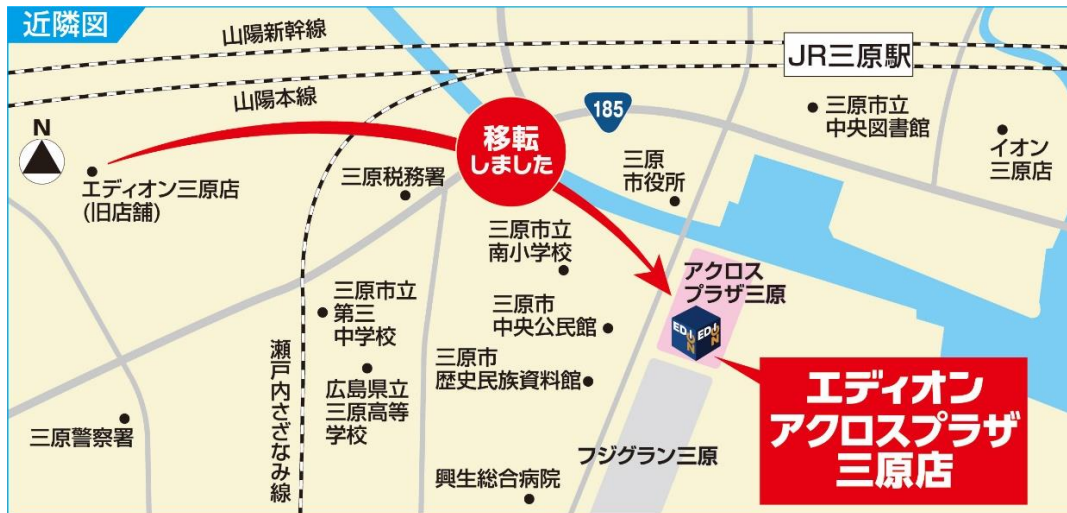 近隣図
山陽新幹線
JR三原駅
山陽本線
185
三原市立
中央図書館
N
移転
しました
イオン
三原店
エディオン三原店
(旧店舗)
三原税務署
三原
市役所
三原市立
南小学校
アクロス
プラザ三原
三原市立
第三
中学校
三原市
中央公民館
EDION
EDION
三原市
歴史民族資料館
広島県立
三原高等
学校
瀬戸内さざなみ線
エディオン
アクロスプラザ
三原店
三原警察署
フジグラン三原
興生総合病院